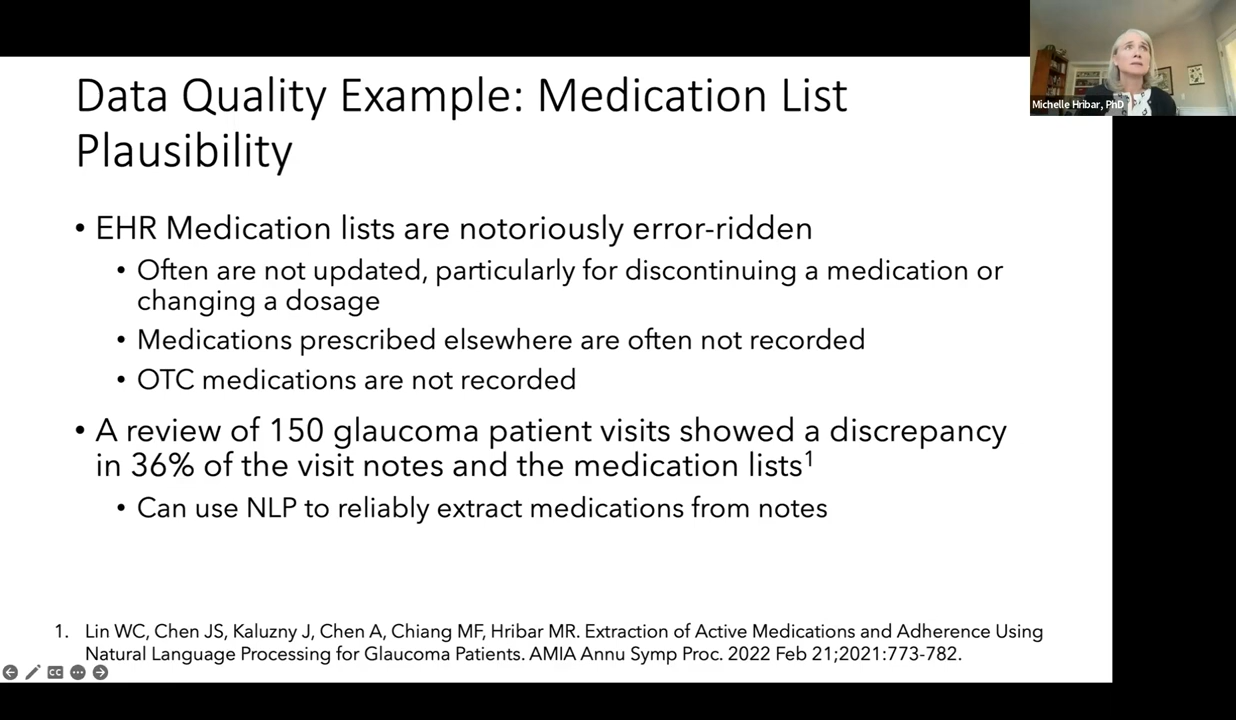 Data Quality Example: Medication List
Plausibility
Michelle Hribar, PhD
• EHR Medication lists are notoriously error-ridden
• Often are not updated, particularly for discontinuing a medication or
changing a dosage
• Medications prescribed elsewhere are often not recorded
• OTC medications are not recorded
• A review of 150 glaucoma patient visits showed a discrepancy
in 36% of the visit notes and the medication lists¹
• Can use NLP to reliably extract medications from notes
1. Lin WC, Chen JS, Kaluzny J, Chen A, Chiang MF, Hribar MR. Extraction of Active Medications and Adherence Using
Natural Language Processing for Glaucoma Patients. AMIA Annu Symp Proc. 2022 Feb 21;2021:773-782.
CC